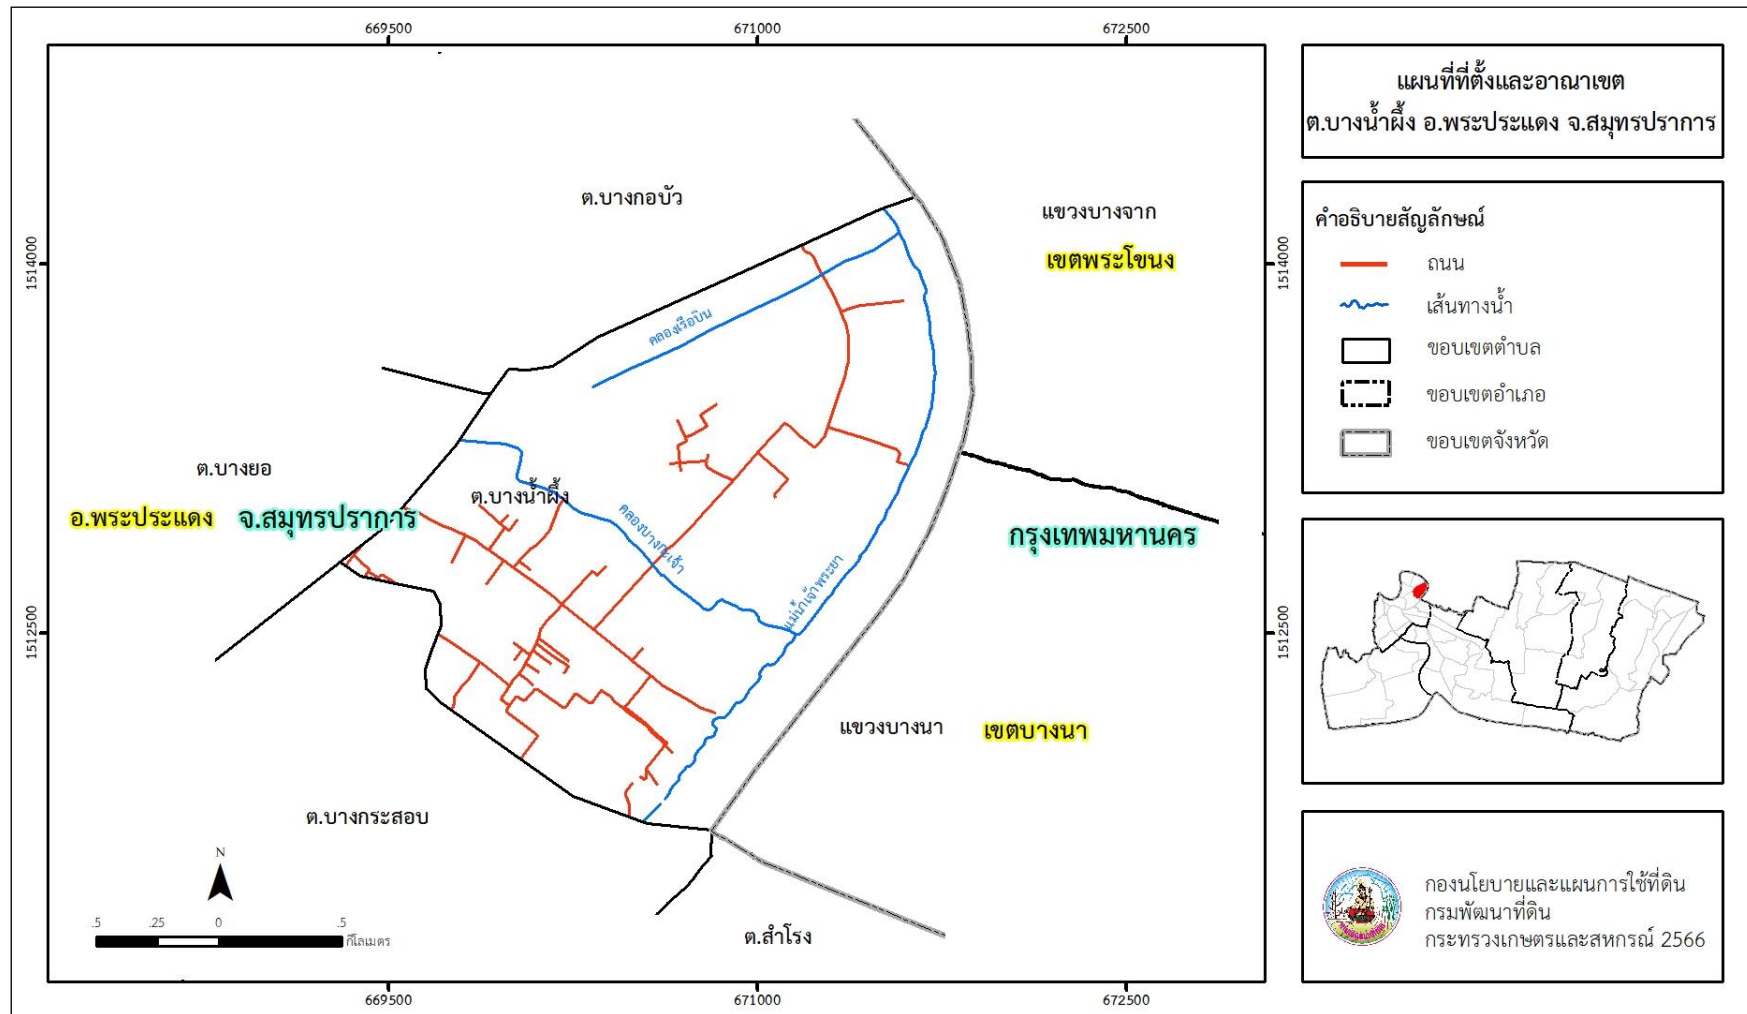 669500
671000
672500
แผนที่ที่ตั้งและอาณาเขต
ต.บางน้ำผึ้ง อ.พระประแดง จ.สมุทรปราการ
ต.บางกอบัว
แขวงบางจาก
เขตพระโขนง
1514000
1514000
คำอธิบายสัญลักษณ์
ถนน
เส้นทางน้ำ
ขอบเขตตำบล
ขอบเขตอำเภอ
ขอบเขตจังหวัด
คลองเรือบิน
ต.บางยอ
ต.บางน้ำผึ้ง
อ.พระประแดง
จ.สมุทรปราการ
คลองบางกะเจ้า
กรุงเทพมหานคร
แม่น้ำเจ้าพระยา
1512500
1512500
แขวงบางนา
เขตบางนา
ต.บางกระสอบ
ต.สำโรง
N
.5 .25 0 .5
กิโลเมตร
กองนโยบายและแผนการใช้ที่ดิน
กรมพัฒนาที่ดิน
กระทรวงเกษตรและสหกรณ์ 2566
669500
671000
672500